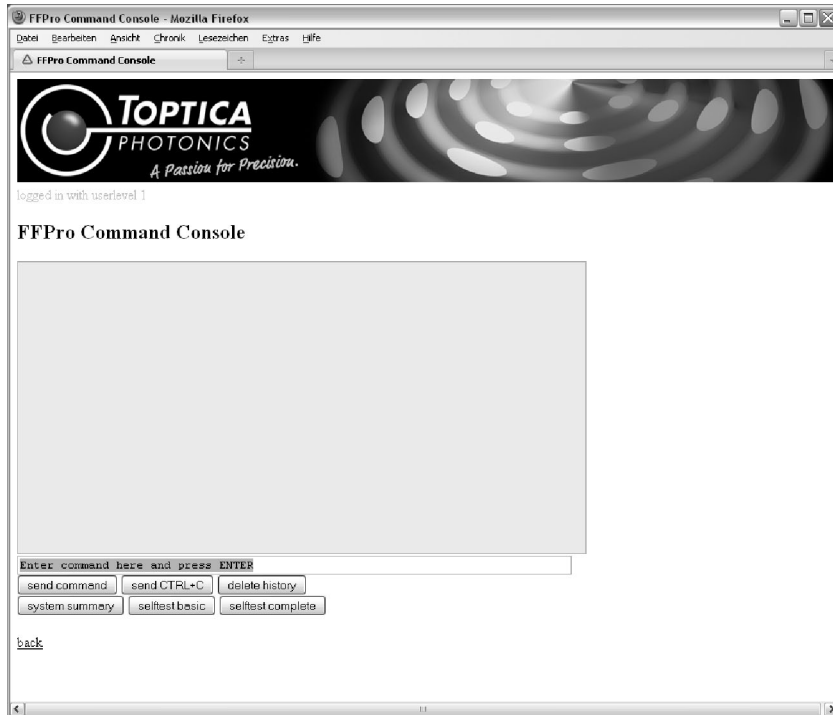 FFPro Command Console - Mozilla Firefox
Datei Bearbeiten Ansicht Chronik Lesezeichen Extras Hilfe
FFPro Command Console
TOPTICA
PHOTONICS
A Passion for Precision.
logged in with userlevel 1
FFPro Command Console
Enter command here and press ENTER
send command send CTRL+C delete history
system summary selftest basic selftest complete
back